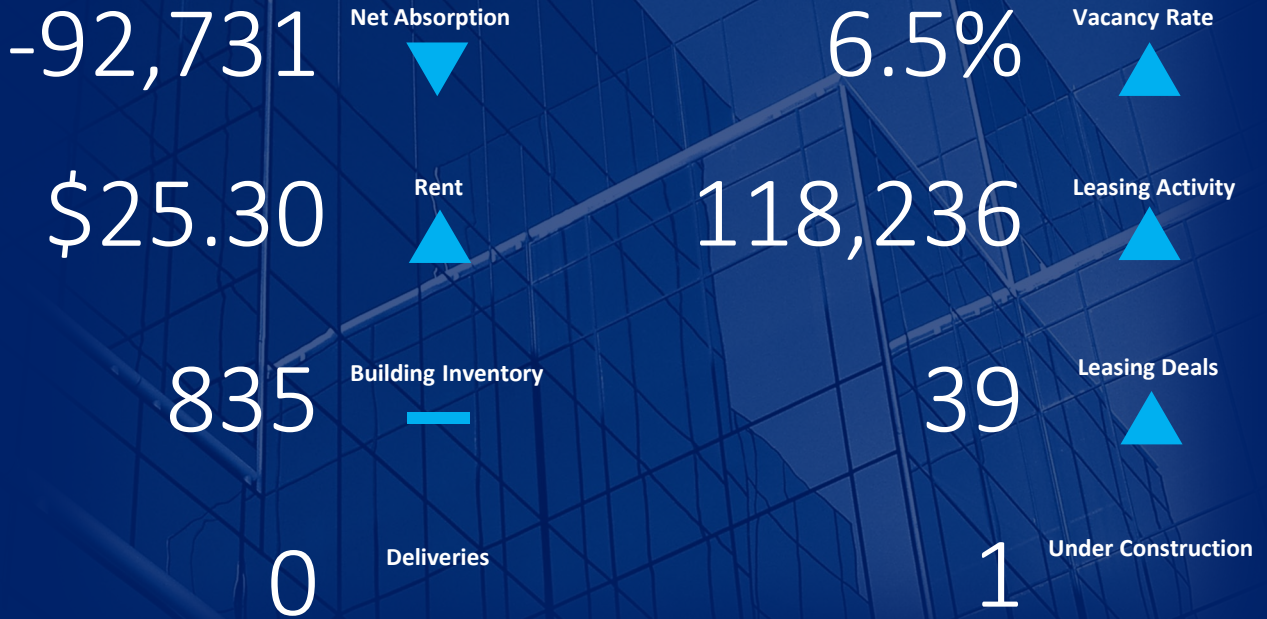 -92,731
Net Absorption
6.5%
Vacancy Rate
$25.30
Rent
118,236
Leasing Activity
835
Building Inventory
39
Leasing Deals
0
Deliveries
1
Under Construction